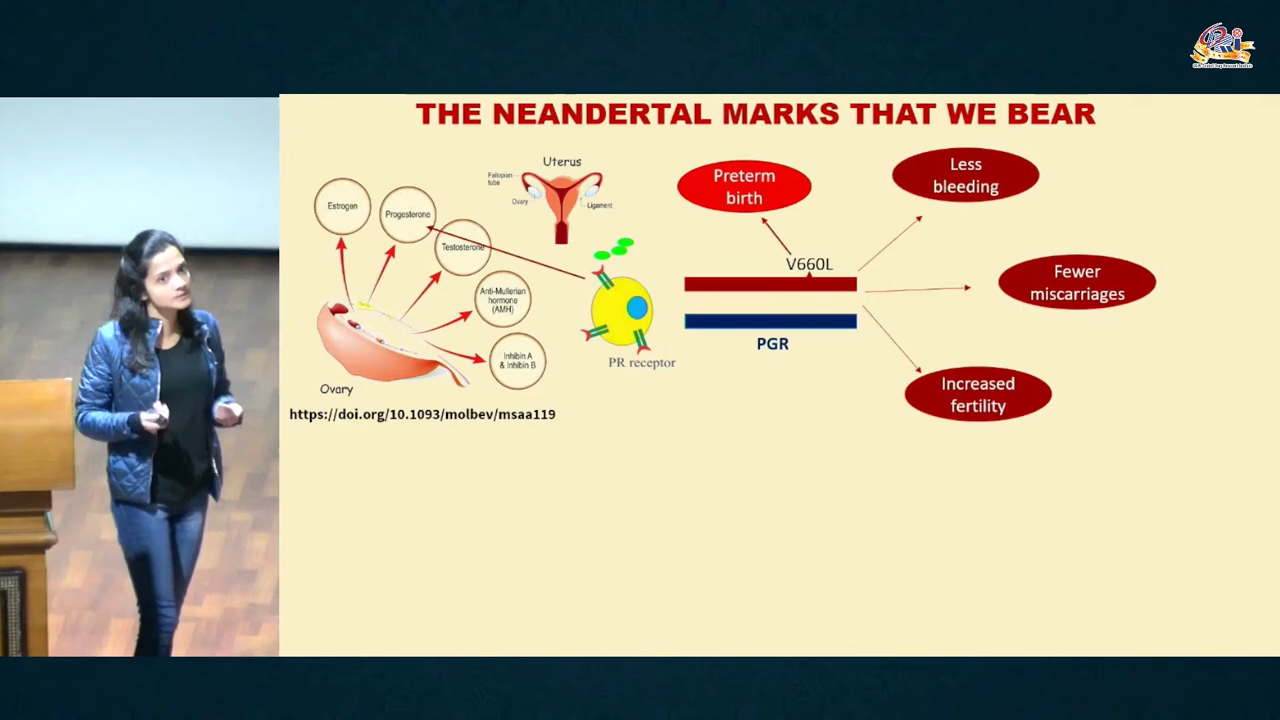 THE NEANDERTAL MARKS THAT WE BEAR
Uterus
Fallopian
tube
Ovary
Ligament
Estrogen
Progesterone
Testosterone
Anti-Mullerian
hormone
(AMH)
Inhibin A
& Inhibin B
Ovary
https://doi.org/10.1093/molbev/msaa119
PR receptor
Preterm
birth
V660L
PGR
Less
bleeding
Fewer
miscarriages
Increased
fertility